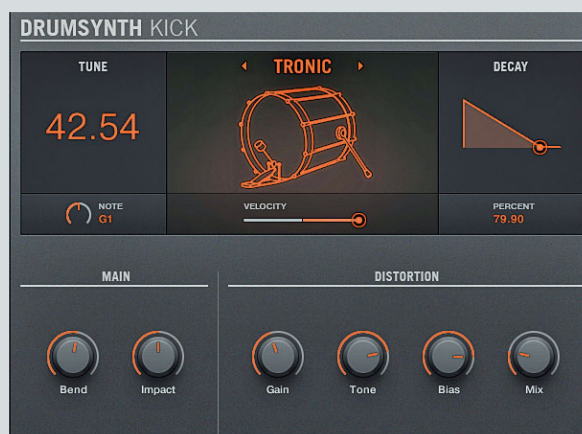 DRUMSYNTH KICK
TUNE
TRONIC
DECAY
42.54
NOTE
G1
VELOCITY
PERCENT
79.90
MAIN
DISTORTION
Bend
Impact
Gain
Tone
Bias
Mix